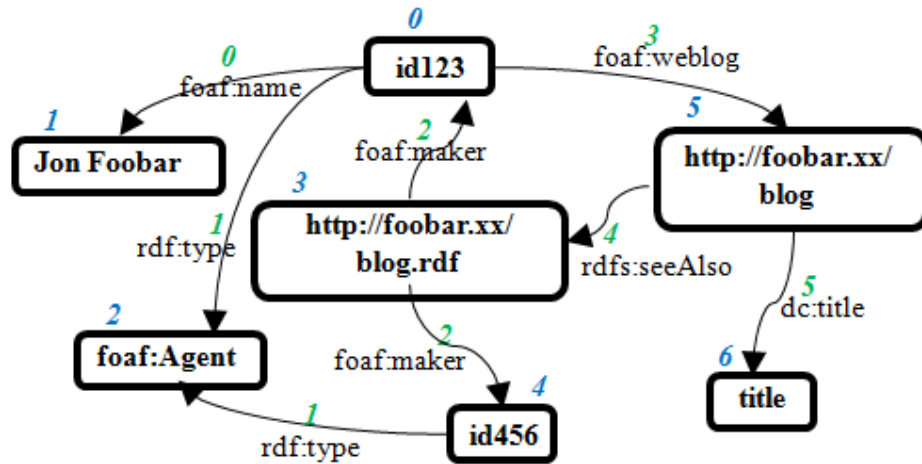 0
id123
0
foaf:name
3
foaf:weblog
1
Jon Foobar
2
foaf:maker
5
http://foobar.xx/
blog
3
http://foobar.xx/
blog.rdf
1
rdf:type
4
rdfs:seeAlso
5
dc:title
2
foaf:Agent
2
foaf:maker
6
title
4
id456
1
rdf:type